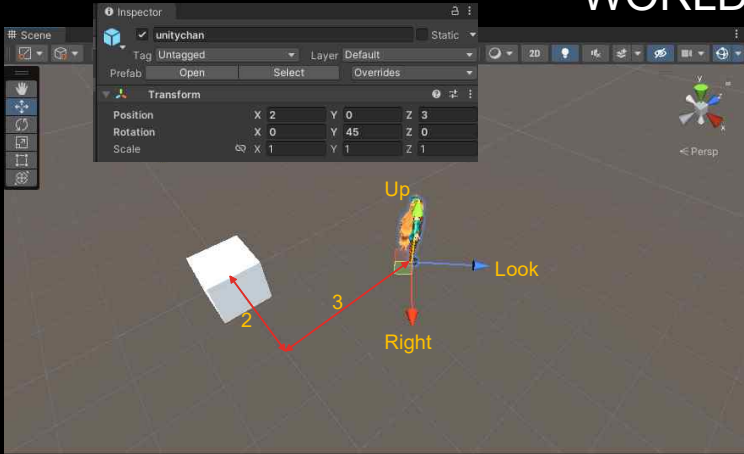 WORLD
Inspector
# Scene
unitychan Static
Tag Untagged Layer Default
Prefab Open Select Overrides
2D
Transform
Position X 2 Y 0 Z 3
Rotation X 0 Y 45 Z 0
Scale X 1 Y 1 Z 1
y
z
x
Persp
Up
Look
3
2
Right